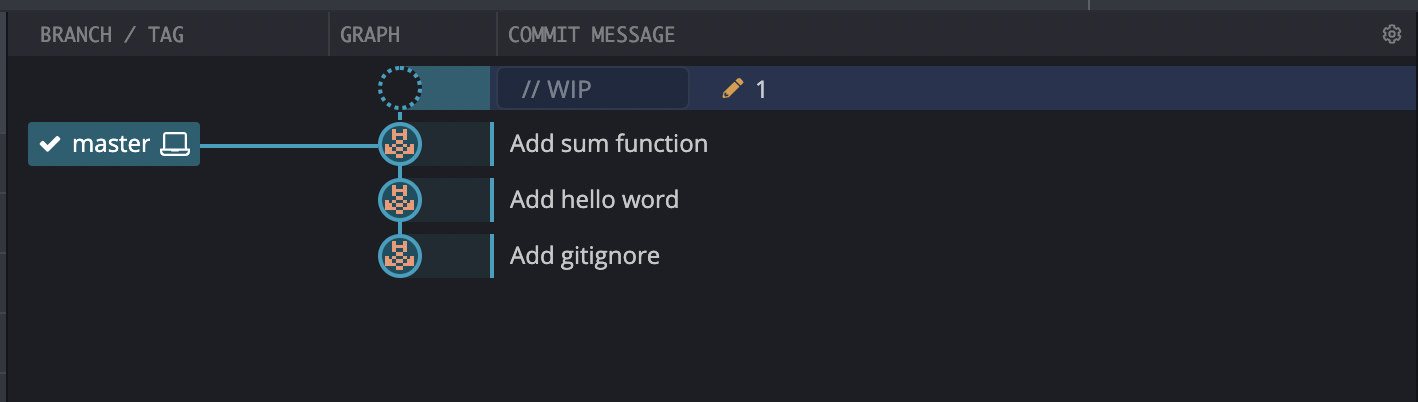 BRANCH / TAG GRAPH COMMIT MESSAGE
// WIP 1
master Add sum function
Add hello word
Add gitignore